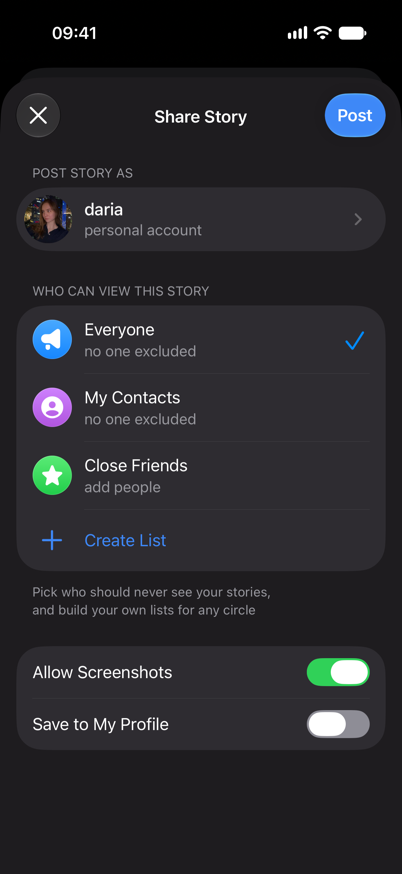 09:41
Share Story
Post
POST STORY AS
daria
personal account
WHO CAN VIEW THIS STORY
Everyone
no one excluded
My Contacts
no one excluded
Close Friends
add people
Create List
Pick who should never see your stories,
and build your own lists for any circle
Allow Screenshots
Save to My Profile